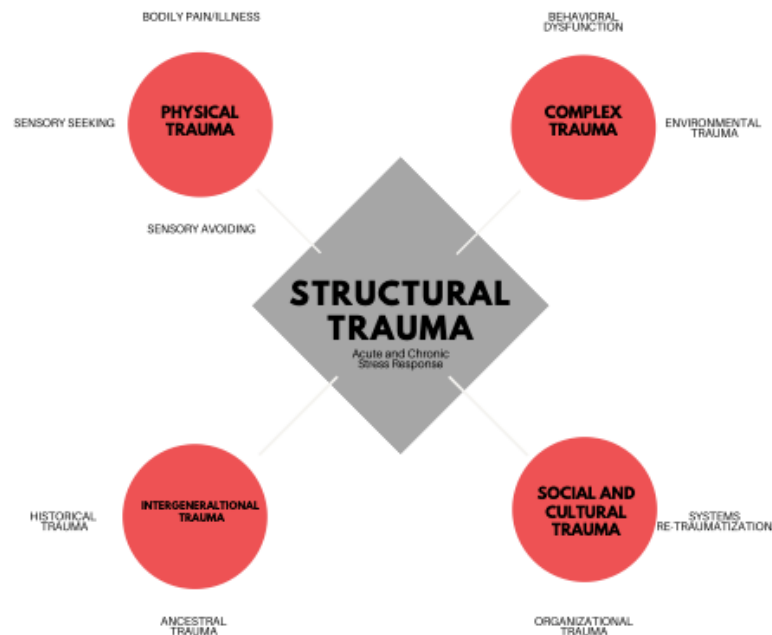 BODILY PAIN/ILLNESS
BEHAVIORAL
DYSFUNCTION
PHYSICAL
TRAUMA
SENSORY SEEKING
COMPLEX
TRAUMA
ENVIRONMENTAL
TRAUMA
SENSORY AVOIDING
STRUCTURAL
TRAUMA
Acute and Chronic
Stress Response
INTERGENERALTIONAL
TRAUMA
HISTORICAL
TRAUMA
SOCIAL AND
CULTURAL
TRAUMA
SYSTEMS
RE-TRAUMATIZATION
ANCESTRAL
TRAUMA
ORGANIZATIONAL
TRAUMA